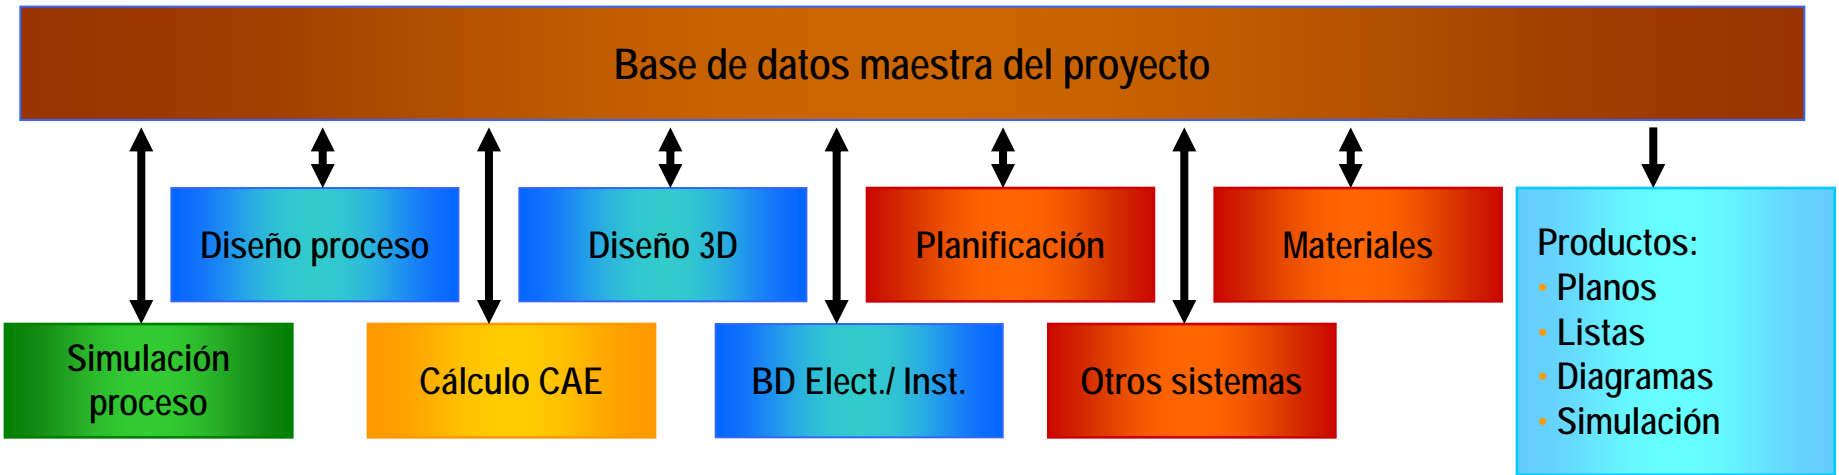 Base de datos maestra del proyecto
Diseño proceso
Diseño 3D
Planificación
Materiales
Simulación
proceso
Cálculo CAE
BD Elect./ Inst.
Otros sistemas
Productos:
• Planos
• Listas
• Diagramas
• Simulación